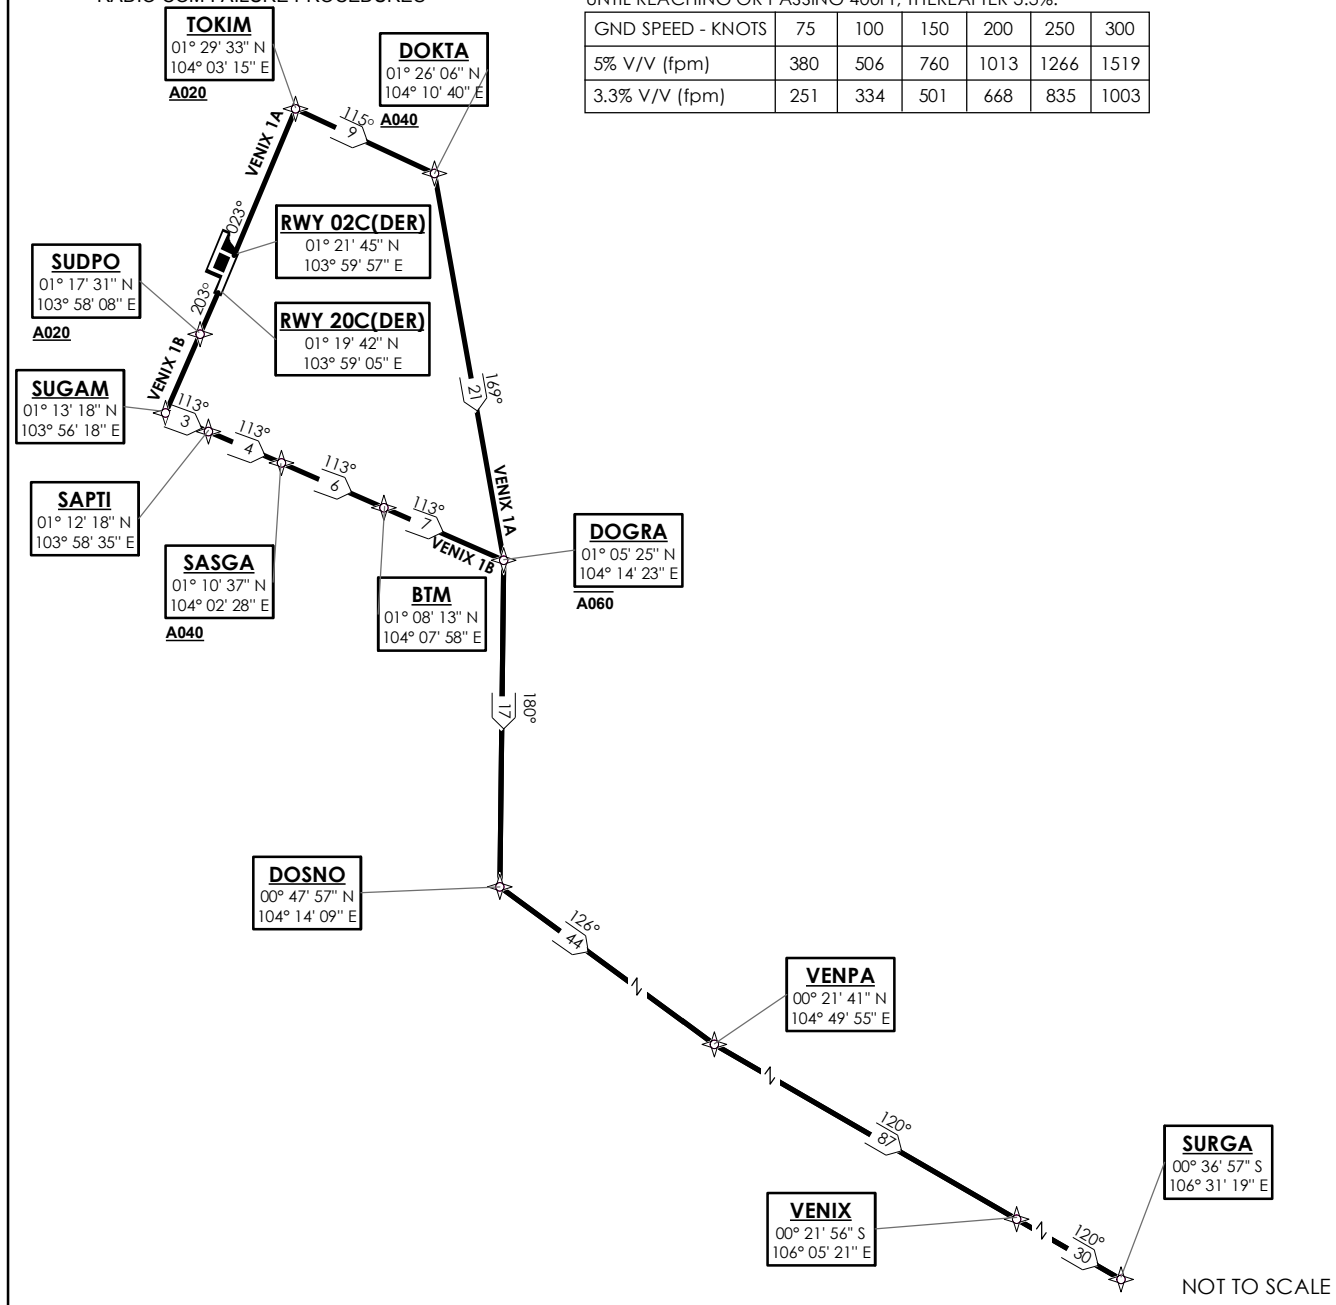 TOKIM
01° 29' 33" N
104° 03' 15" E
A020
DOKTA
01° 26' 06" N
104° 10' 40" E
A040
GND SPEED - KNOTS 75 100 150 200 250 300
5% V/V (fpm) 380 506 760 1013 1266 1519
3.3% V/V (fpm) 251 334 501 668 835 1003
115°
9
VENIX 1A
023°
RWY 02C(DER)
01° 21' 45" N
103° 59' 57" E
SUDPO
01° 17' 31" N
103° 58' 08" E
A020
203°
RWY 20C(DER)
01° 19' 42" N
103° 59' 05" E
VENIX 1B
SUGAM
01° 13' 18" N
103° 56' 18" E
113°
3
113°
4
113°
6
113°
7
VENIX 1B
169°
21
VENIX 1A
SAPTI
01° 12' 18" N
103° 58' 35" E
SASGA
01° 10' 37" N
104° 02' 28" E
A040
BTM
01° 08' 13" N
104° 07' 58" E
DOGRA
01° 05' 25" N
104° 14' 23" E
A060
180°
17
DOSNO
00° 47' 57" N
104° 14' 09" E
126°
44
VENPA
00° 21' 41" N
104° 49' 55" E
120°
87
VENIX
00° 21' 56" S
106° 05' 21" E
SURGA
00° 36' 57" S
106° 31' 19" E
120°
30
NOT TO SCALE